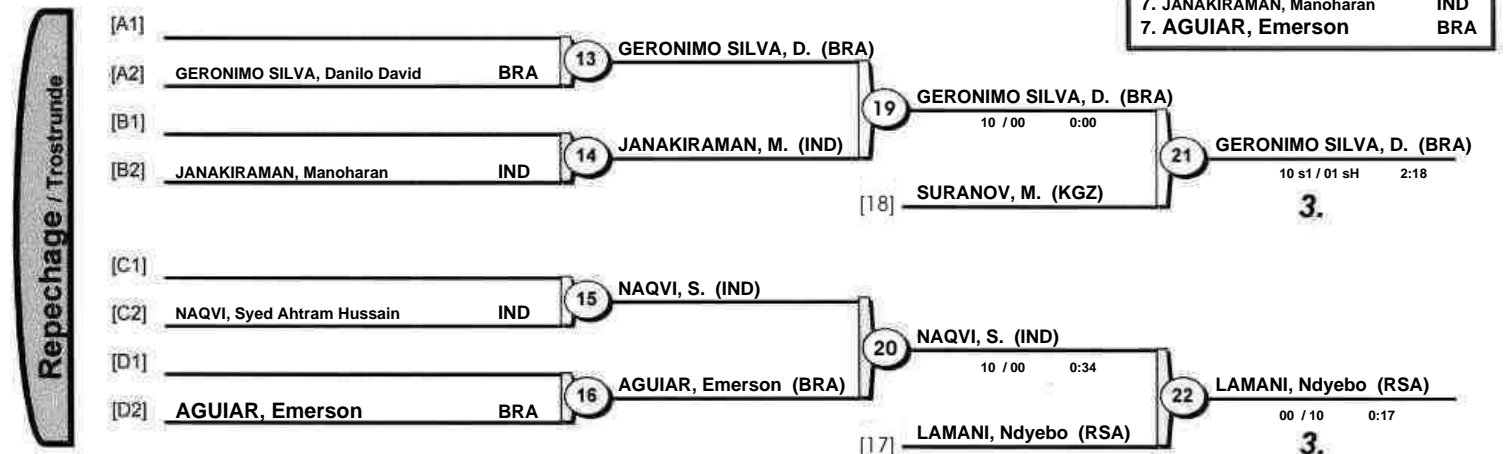 7. JANAKIRAMAN, Manoharan IND
7. AGUIAR, Emerson BRA
Repechage / Trostrunde
[A1]
[A2] GERONIMO SILVA, Danilo David BRA
13
GERONIMO SILVA, D. (BRA)
[B1]
[B2] JANAKIRAMAN, Manoharan IND
14
JANAKIRAMAN, M. (IND)
19
GERONIMO SILVA, D. (BRA)
10 / 00 0:00
[18] SURANOV, M. (KGZ)
21
GERONIMO SILVA, D. (BRA)
10 s1 / 01 sH 2:18
3.
[C1]
[C2] NAQVI, Syed Ahtram Hussain IND
15
NAQVI, S. (IND)
[D1]
[D2] AGUIAR, Emerson BRA
16
AGUIAR, Emerson (BRA)
20
NAQVI, S. (IND)
10 / 00 0:34
[17] LAMANI, Ndyebo (RSA)
22
LAMANI, Ndyebo (RSA)
00 / 10 0:17
3.